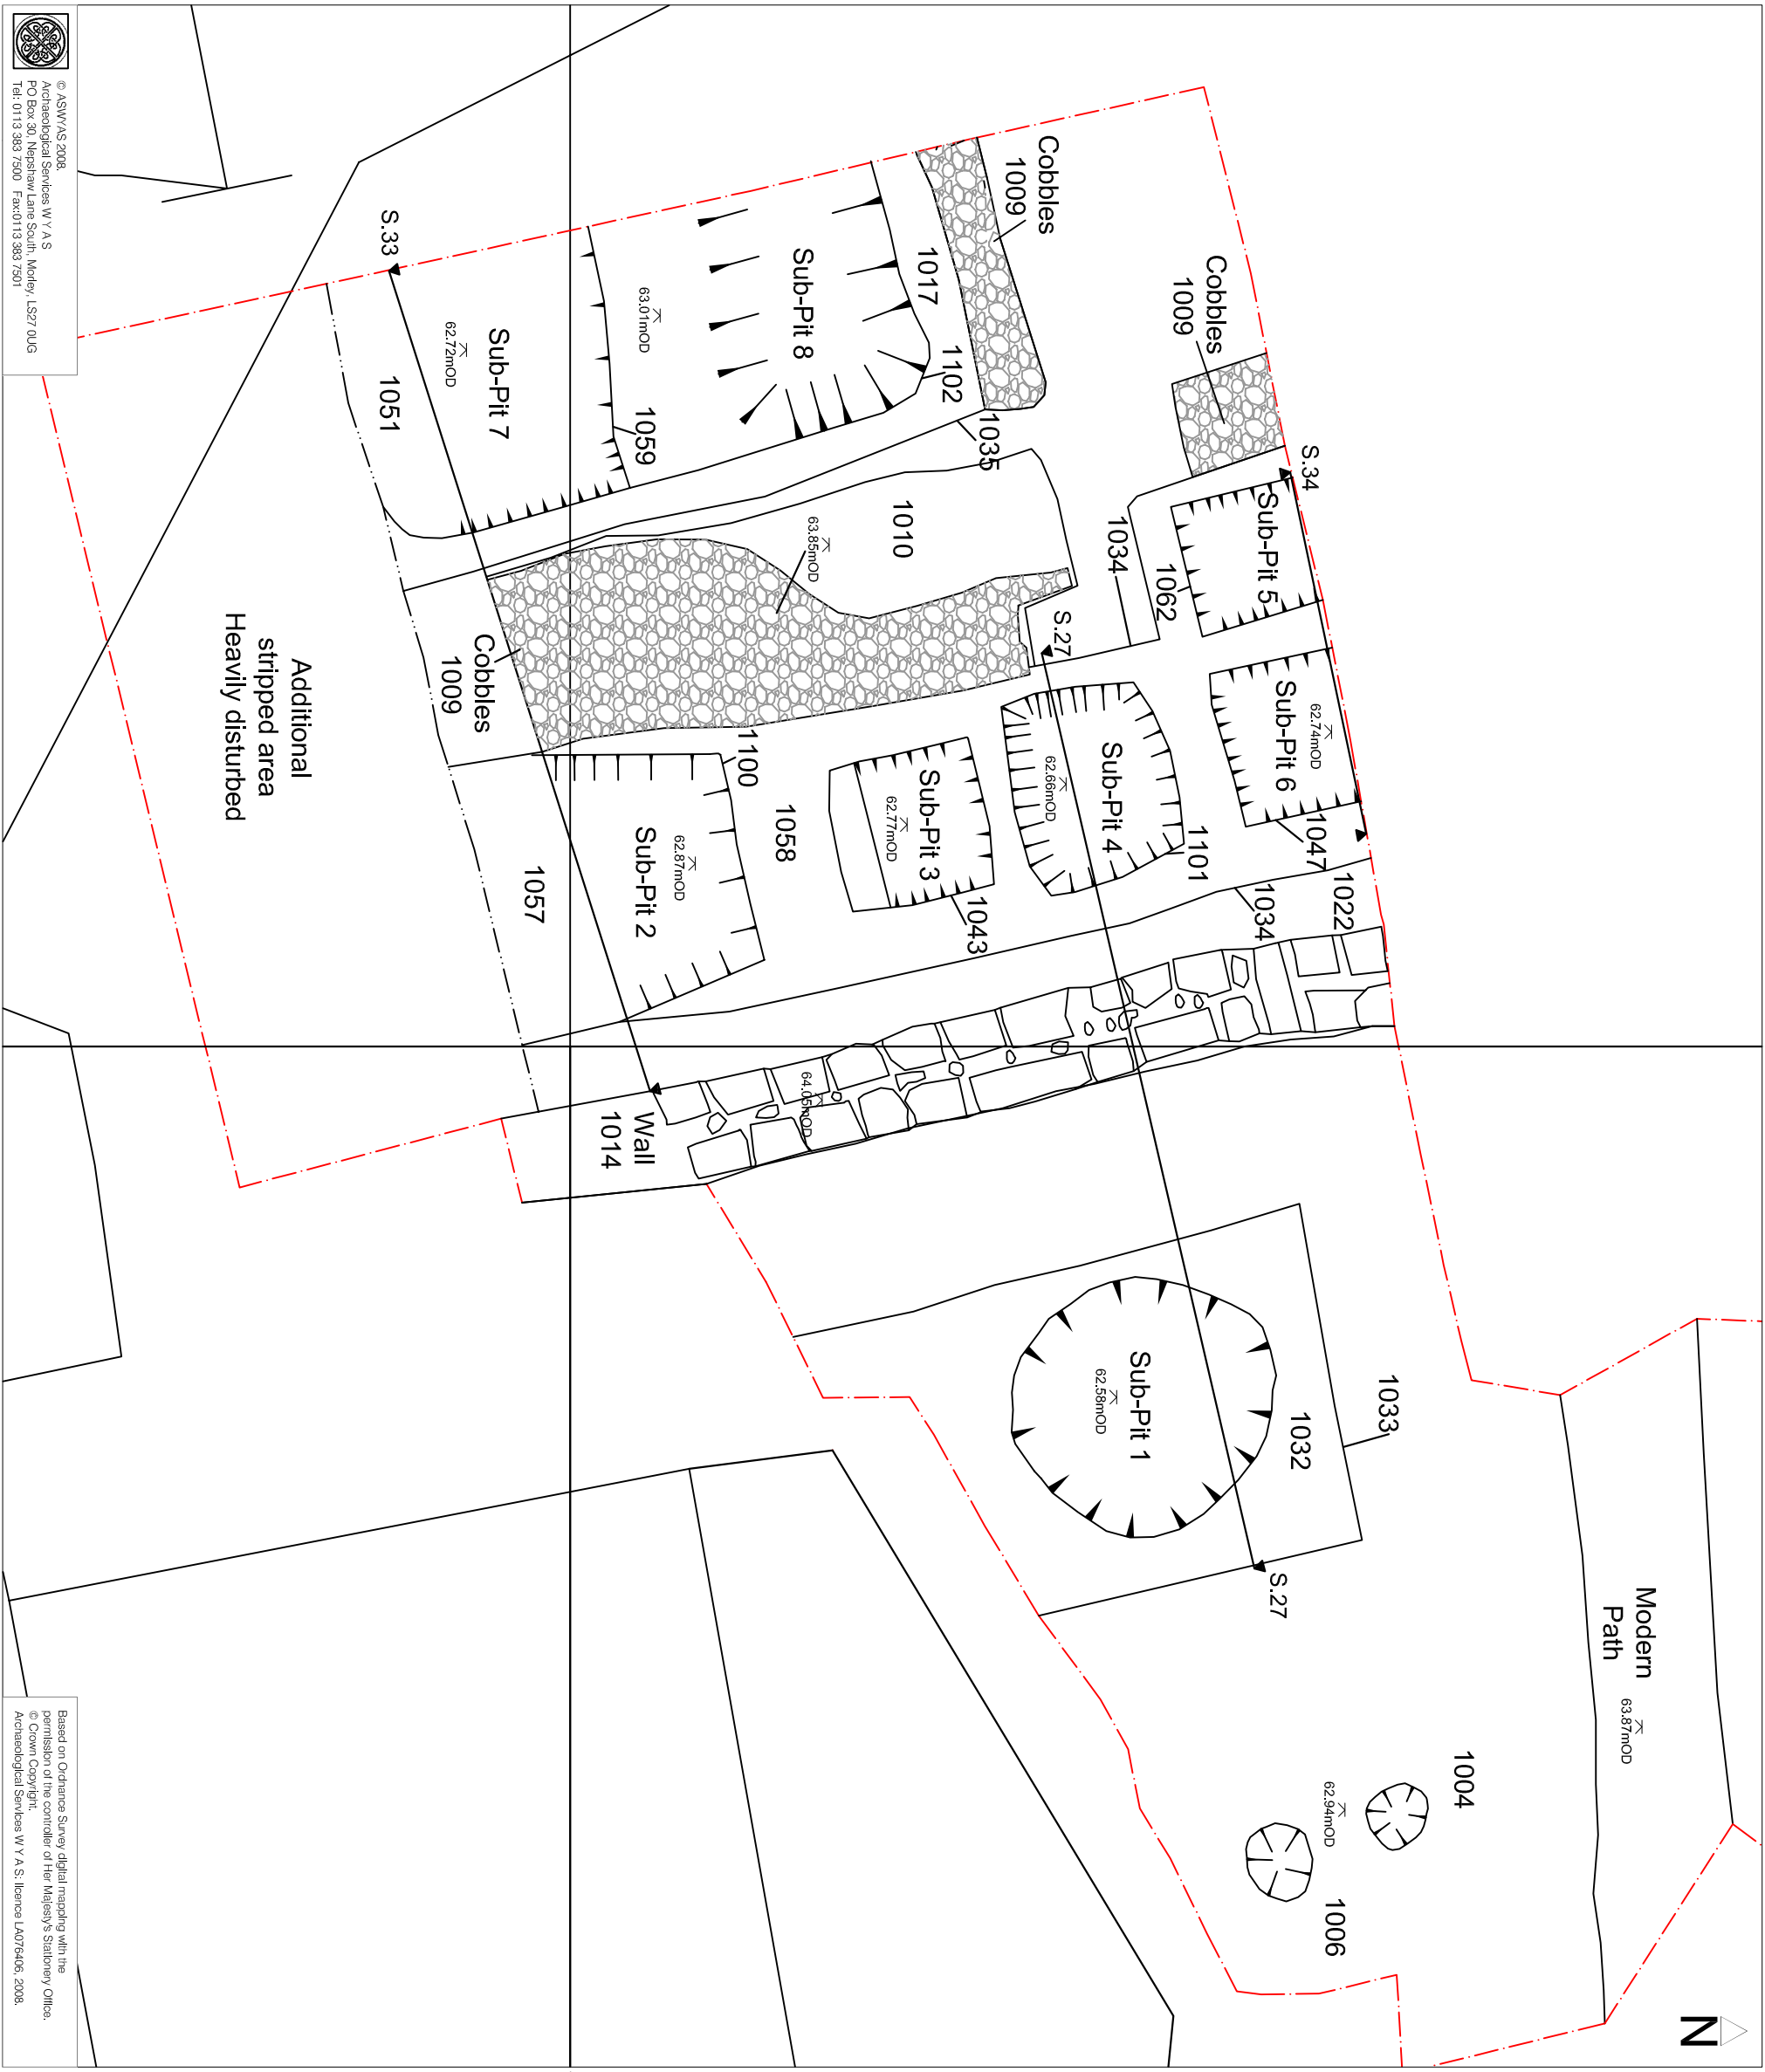 Cobbles
1009
Cobbles
1009
S.34
Sub-Pit 5
1062
1034
Sub-Pit 6
62.74mOD
1047
1022
1034
S.27
Sub-Pit 4
62.66mOD
1101
Sub-Pit 3
62.77mOD
1043
1017
1102
1035
Sub-Pit 8
63.01mOD
1059
1010
63.85mOD
1100
1058
Sub-Pit 2
62.87mOD
S.33
Sub-Pit 7
62.72mOD
1051
Cobbles
1009
1057
Additional
stripped area
Heavily disturbed
64.05mOD
Wall
1014
Sub-Pit 1
62.58mOD
1032
1033
S.27
Modern
Path
63.87mOD
1004
62.94mOD
1006
N
© ASWYAS 2008.
Archaeological Services W Y A S
PO Box 30, Nepshaw Lane South, Morley, LS27 0UG
Tel: 0113 383 7500 Fax:0113 383 7501
Based on Ordnance Survey digital mapping with the
permission of the controller of Her Majesty's Stationery Office.
© Crown Copyright.
Archaeological Services W Y A S: licence LA076406, 2008.